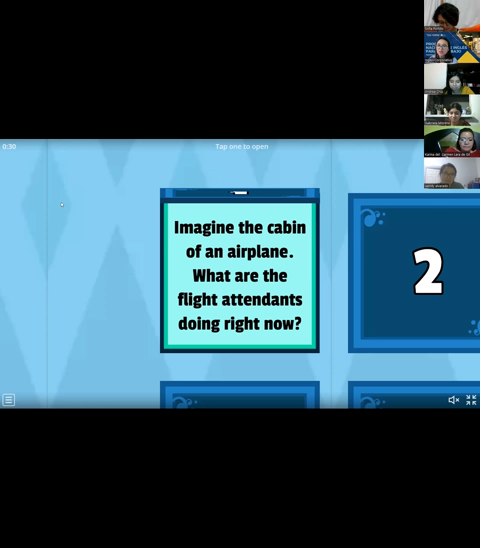 0:30
Tap one to open
Imagine the cabin
of an airplane.
What are the
flight attendants
doing right now?
2